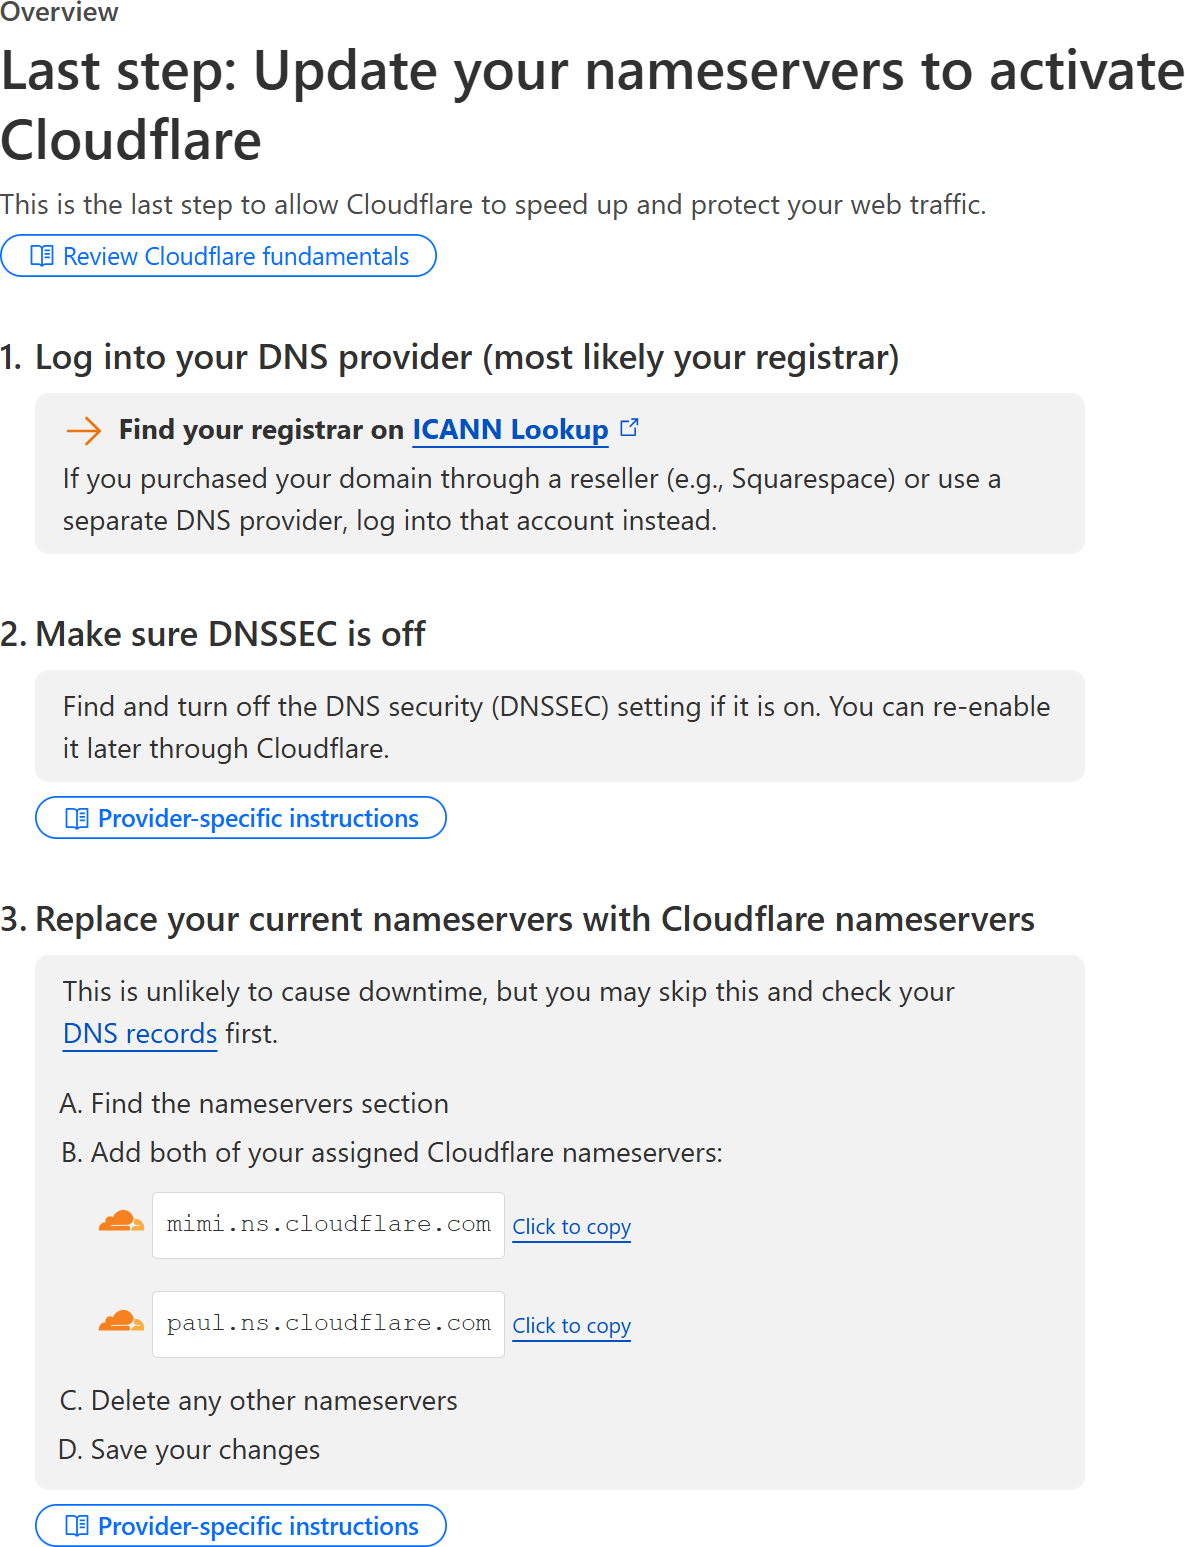 Overview
Last step: Update your nameservers to activate
Cloudflare
This is the last step to allow Cloudflare to speed up and protect your web traffic.
Review Cloudflare fundamentals
1. Log into your DNS provider (most likely your registrar)
Find your registrar on ICANN Lookup
If you purchased your domain through a reseller (e.g., Squarespace) or use a
separate DNS provider, log into that account instead.
2. Make sure DNSSEC is off
Find and turn off the DNS security (DNSSEC) setting if it is on. You can re-enable
it later through Cloudflare.
Provider-specific instructions
3. Replace your current nameservers with Cloudflare nameservers
This is unlikely to cause downtime, but you may skip this and check your
DNS records first.
A. Find the nameservers section
B. Add both of your assigned Cloudflare nameservers:
mimi.ns.cloudflare.com Click to copy
paul.ns.cloudflare.com Click to copy
C. Delete any other nameservers
D. Save your changes
Provider-specific instructions